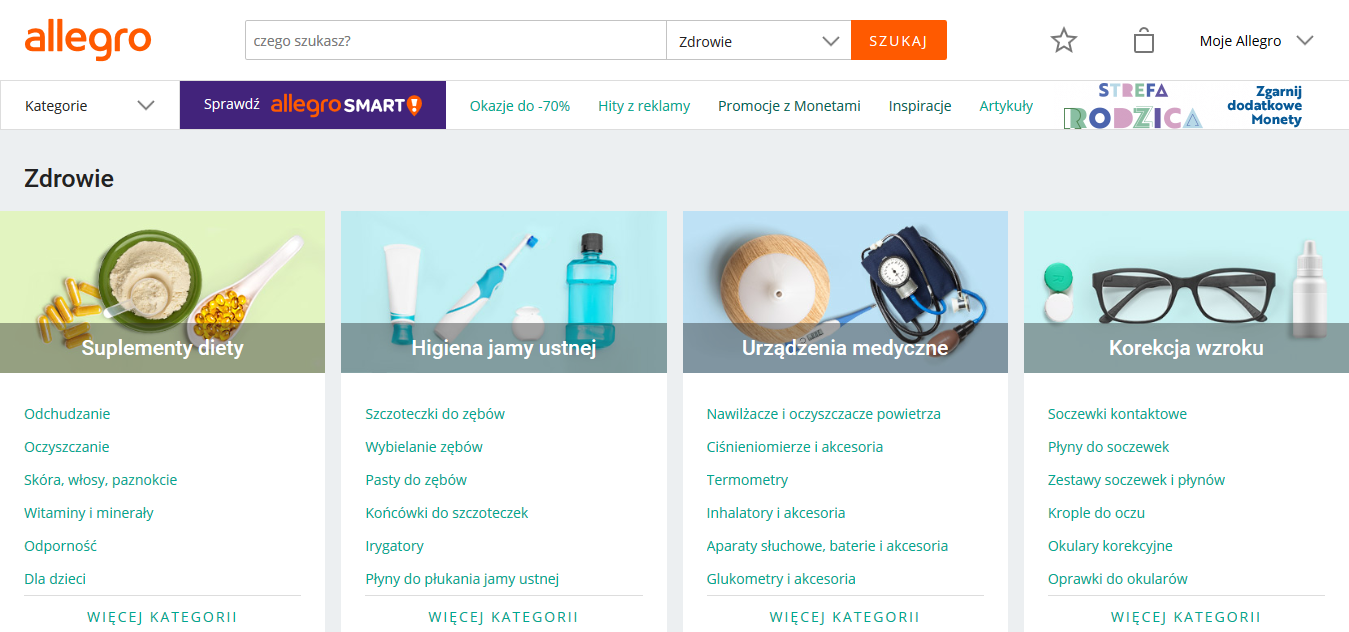 allegro
czego szukasz?
Zdrowie
SZUKAJ
Moje Allegro
Kategorie
Sprawdź allegro SMART!
Okazje do -70%
Hity z reklamy
Promocje z Monetami
Inspiracje
Artykuły
STREFA
RODZICA
Zgarnij
dodatkowe
Monety
Zdrowie
Suplementy diety
Odchudzanie
Oczyszczanie
Skóra, włosy, paznokcie
Witaminy i minerały
Odporność
Dla dzieci
WIĘCEJ KATEGORII
Higiena jamy ustnej
Szczoteczki do zębów
Wybielanie zębów
Pasty do zębów
Końcówki do szczoteczek
Irygatory
Płyny do płukania jamy ustnej
WIĘCEJ KATEGORII
Urządzenia medyczne
Nawilżacze i oczyszczacze powietrza
Ciśnieniomierze i akcesoria
Termometry
Inhalatory i akcesoria
Aparaty słuchowe, baterie i akcesoria
Glukometry i akcesoria
WIĘCEJ KATEGORII
Korekcja wzroku
Soczewki kontaktowe
Płyny do soczewek
Zestawy soczewek i płynów
Krople do oczu
Okulary korekcyjne
Oprawki do okularów
WIĘCEJ KATEGORII